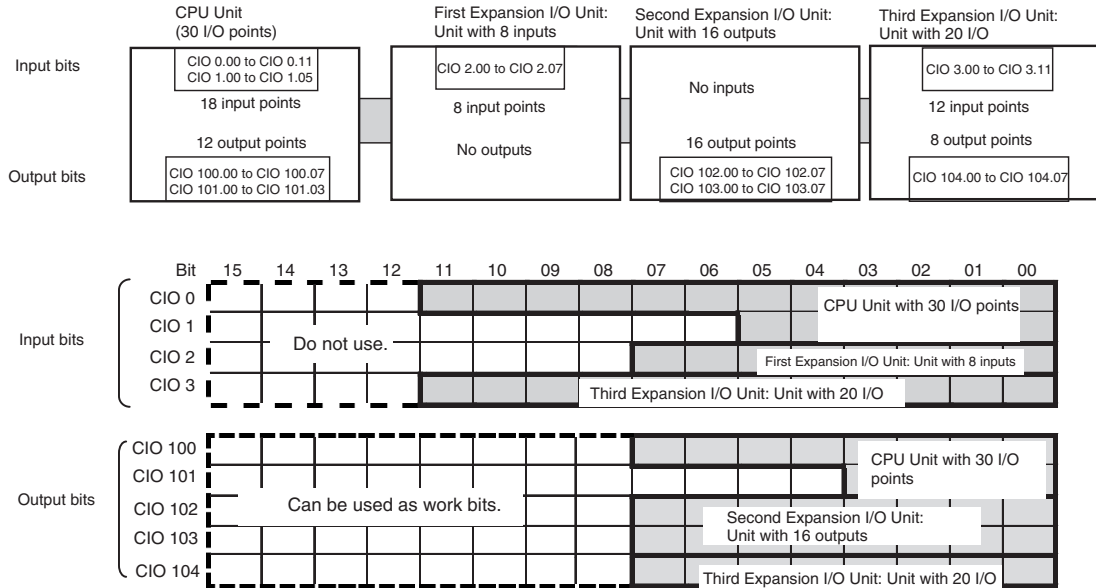 CPU Unit
(30 I/O points)
First Expansion I/O Unit:
Unit with 8 inputs
Second Expansion I/O Unit:
Unit with 16 outputs
Third Expansion I/O Unit:
Unit with 20 I/O
Input bits
CIO 0.00 to CIO 0.11
CIO 1.00 to CIO 1.05
18 input points
12 output points
CIO 100.00 to CIO 100.07
CIO 101.00 to CIO 101.03
CIO 2.00 to CIO 2.07
8 input points
No outputs
No inputs
16 output points
CIO 102.00 to CIO 102.07
CIO 103.00 to CIO 103.07
CIO 3.00 to CIO 3.11
12 input points
8 output points
CIO 104.00 to CIO 104.07
Output bits
Bit 15 14 13 12 11 10 09 08 07 06 05 04 03 02 01 00
Input bits
CIO 0
CIO 1
CIO 2
CIO 3
Do not use.
CPU Unit with 30 I/O points
First Expansion I/O Unit: Unit with 8 inputs
Third Expansion I/O Unit: Unit with 20 I/O
Output bits
CIO 100
CIO 101
CIO 102
CIO 103
CIO 104
Can be used as work bits.
CPU Unit with 30 I/O
points
Second Expansion I/O Unit:
Unit with 16 outputs
Third Expansion I/O Unit: Unit with 20 I/O